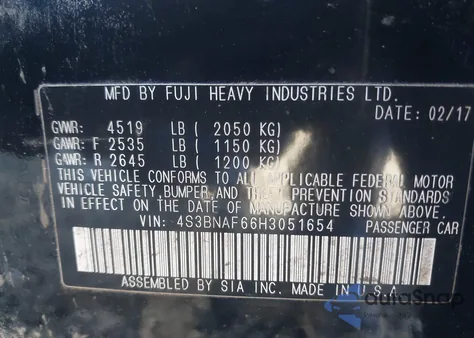 MFD BY FUJI HEAVY INDUSTRIES LTD.
DATE: 02/17
GVWR: 4519 LB ( 2050 KG)
GAWR: F 2535 LB ( 1150 KG)
GAWR: R 2645 LB ( 1200 KG)
THIS VEHICLE CONFORMS TO ALL APPLICABLE FEDERAL MOTOR
VEHICLE SAFETY, BUMPER, AND THEFT PREVENTION STANDARDS
IN EFFECT ON THE DATE OF MANUFACTURE SHOWN ABOVE.
VIN: 4S3BNAF66H3051654 PASSENGER CAR
ASSEMBLED BY SIA INC. MADE IN U.S.A.
autoSnap